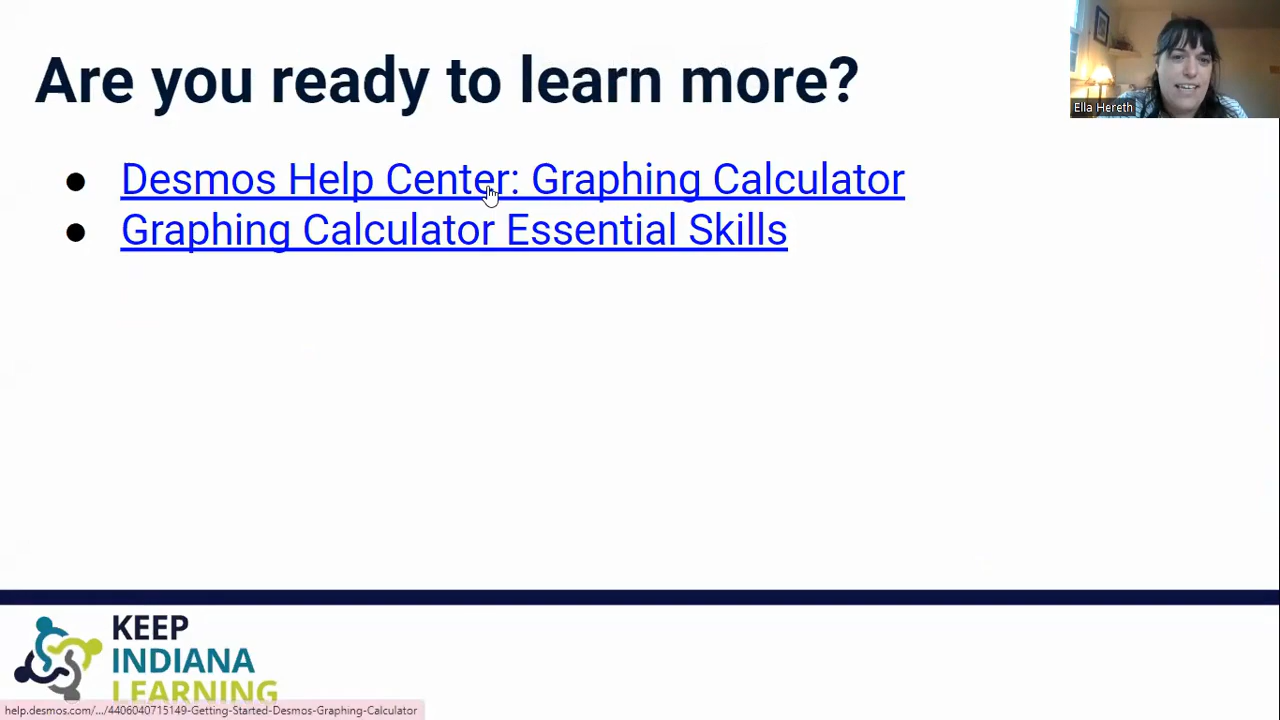 Are you ready to learn more?
Ella Hereth
● Desmos Help Center: Graphing Calculator
● Graphing Calculator Essential Skills
KEEP
INDIANA
LEARNING
help.desmos.com/.../4406040715149-Getting-Started-Desmos-Graphing-Calculator